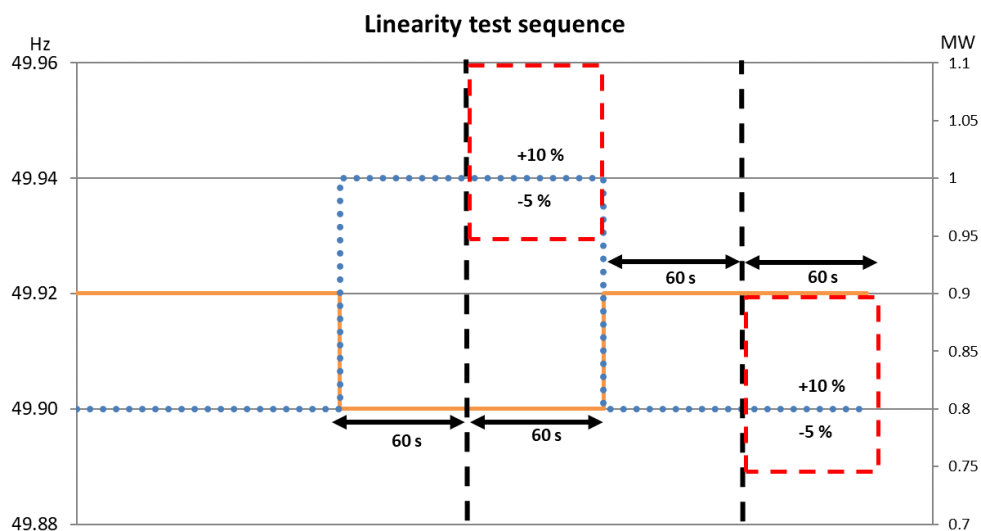 Linearity test sequence
Hz
MW
49.96
1.1
1.05
+10 %
49.94
1
-5 %
0.95
60 s
60 s
49.92
0.9
0.85
+10 %
49.90
0.8
-5 %
60 s
60 s
0.75
49.88
0.7